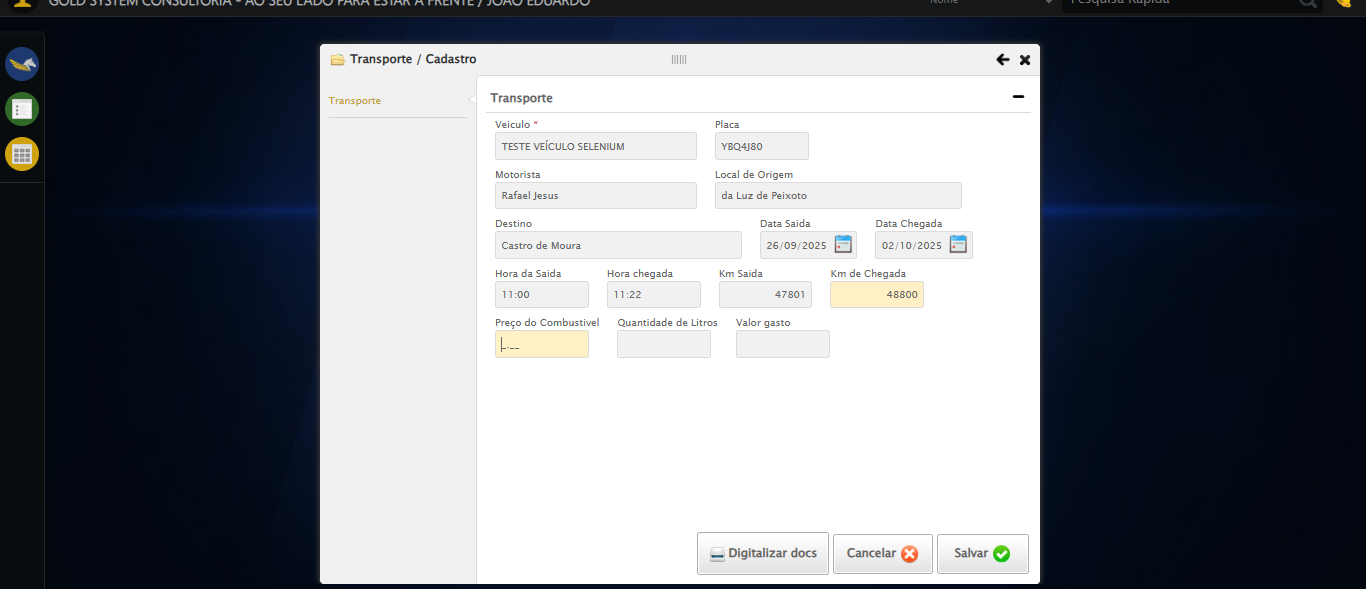 GOLD SYSTEM CONSULTORIA - AO SEU LADO PARA ESTAR À FRENTE / JOÃO EDUARDO
Nome
Pesquisa Rápida
Transporte / Cadastro
Transporte
Transporte
Veiculo * Placa
TESTE VEÍCULO SELENIUM YBQ4J80
Motorista Local de Origem
Rafael Jesus da Luz de Peixoto
Destino Data Saida Data Chegada
Castro de Moura 26/09/2025 02/10/2025
Hora da Saida Hora chegada Km Saida Km de Chegada
11:00 11:22 47801 48800
Preço do Combustivel Quantidade de Litros Valor gasto
_.__
Digitalizar docs Cancelar Salvar